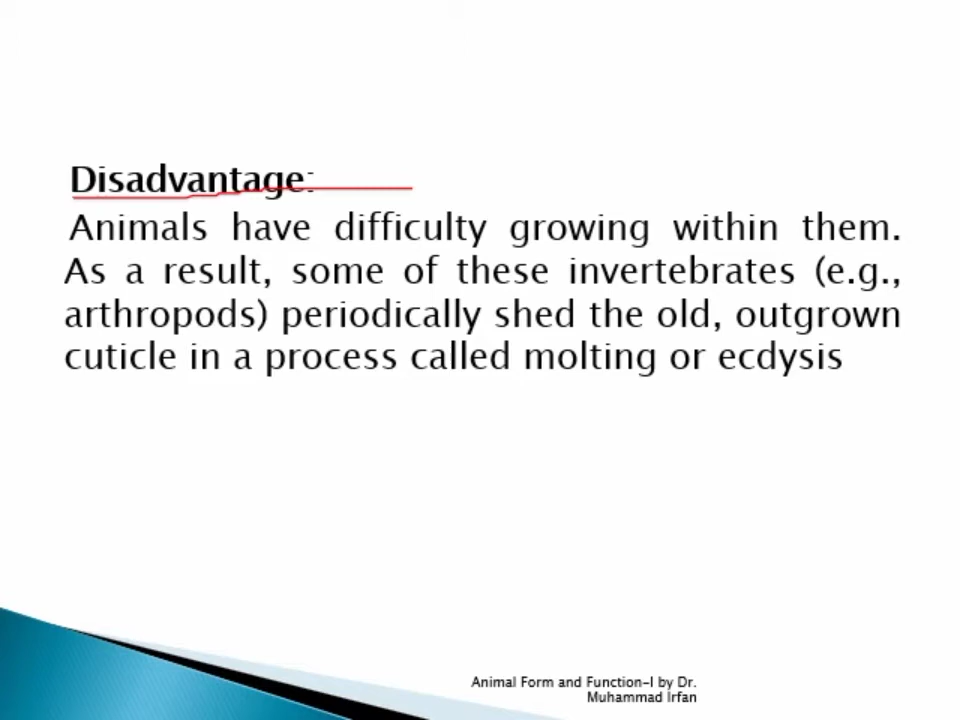 Disadvantage:
Animals have difficulty growing within them.
As a result, some of these invertebrates (e.g.,
arthropods) periodically shed the old, outgrown
cuticle in a process called molting or ecdysis
Animal Form and Function-I by Dr.
Muhammad Irfan